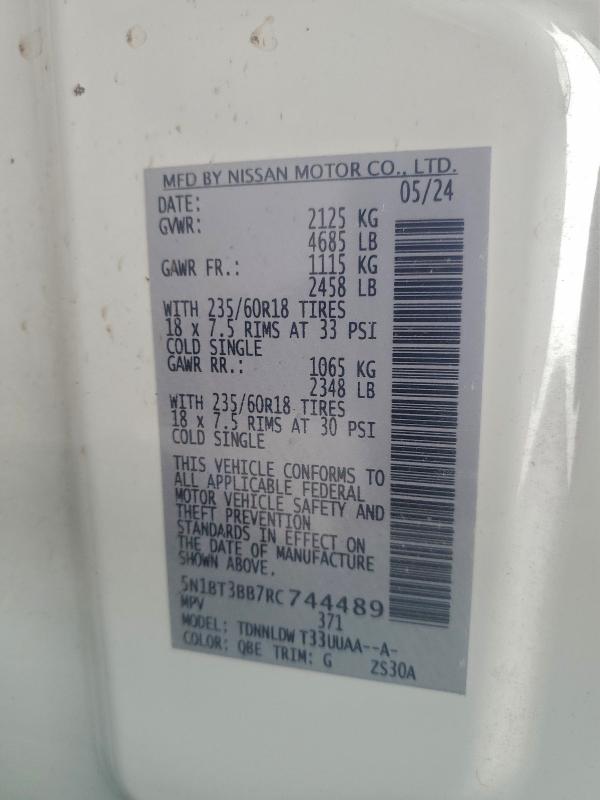 MFD BY NISSAN MOTOR CO., LTD.
DATE: 05/24
GVWR: 2125 KG
4685 LB
GAWR FR.: 1115 KG
2458 LB
WITH 235/60R18 TIRES
18 x 7.5 RIMS AT 33 PSI
COLD SINGLE
GAWR RR.: 1065 KG
2348 LB
WITH 235/60R18 TIRES
18 x 7.5 RIMS AT 30 PSI
COLD SINGLE
THIS VEHICLE CONFORMS TO
ALL APPLICABLE FEDERAL
MOTOR VEHICLE SAFETY AND
THEFT PREVENTION
STANDARDS IN EFFECT ON
THE DATE OF MANUFACTURE
SHOWN ABOVE.
5N1BT3BB7RC744489
MPV 371
MODEL: TDNNLDW T33UUAA--A-
COLOR: QBE TRIM: G ZS30A